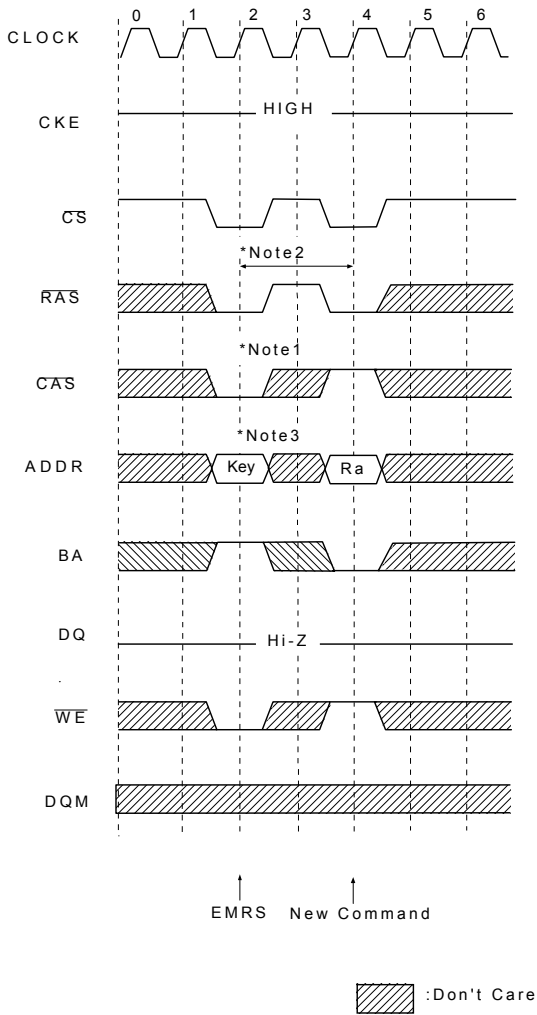 0 1 2 3 4 5 6
CLOCK
HIGH
CKE
CS
*Note2
RAS
*Note1
CAS
*Note3
ADDR Key Ra
BA
DQ Hi-Z
WE
DQM
EMRS New Command
:Don't Care